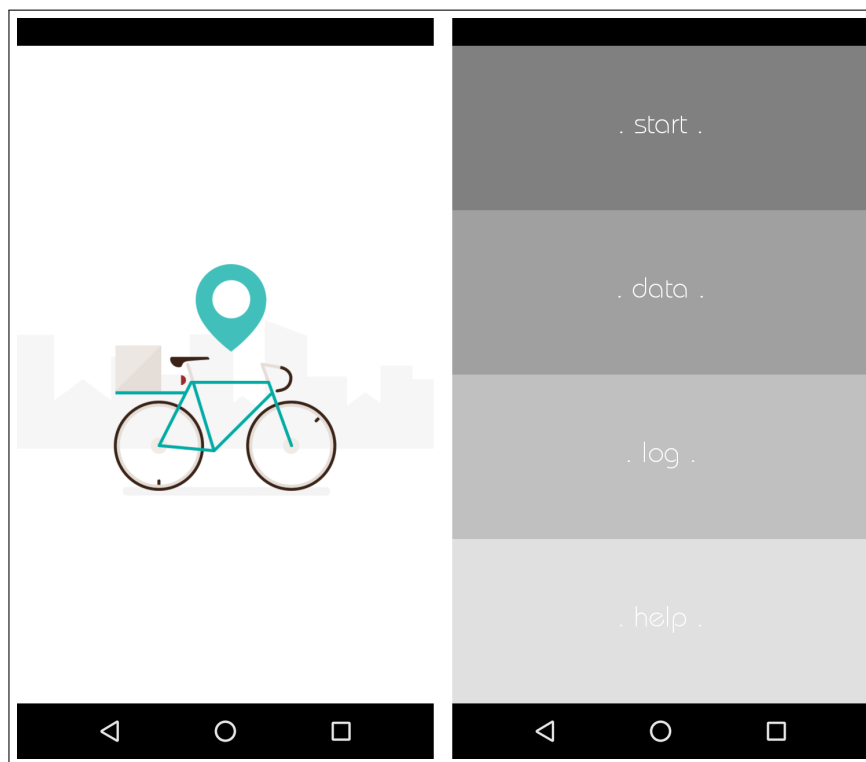 . start .
. data .
. log .
. help .